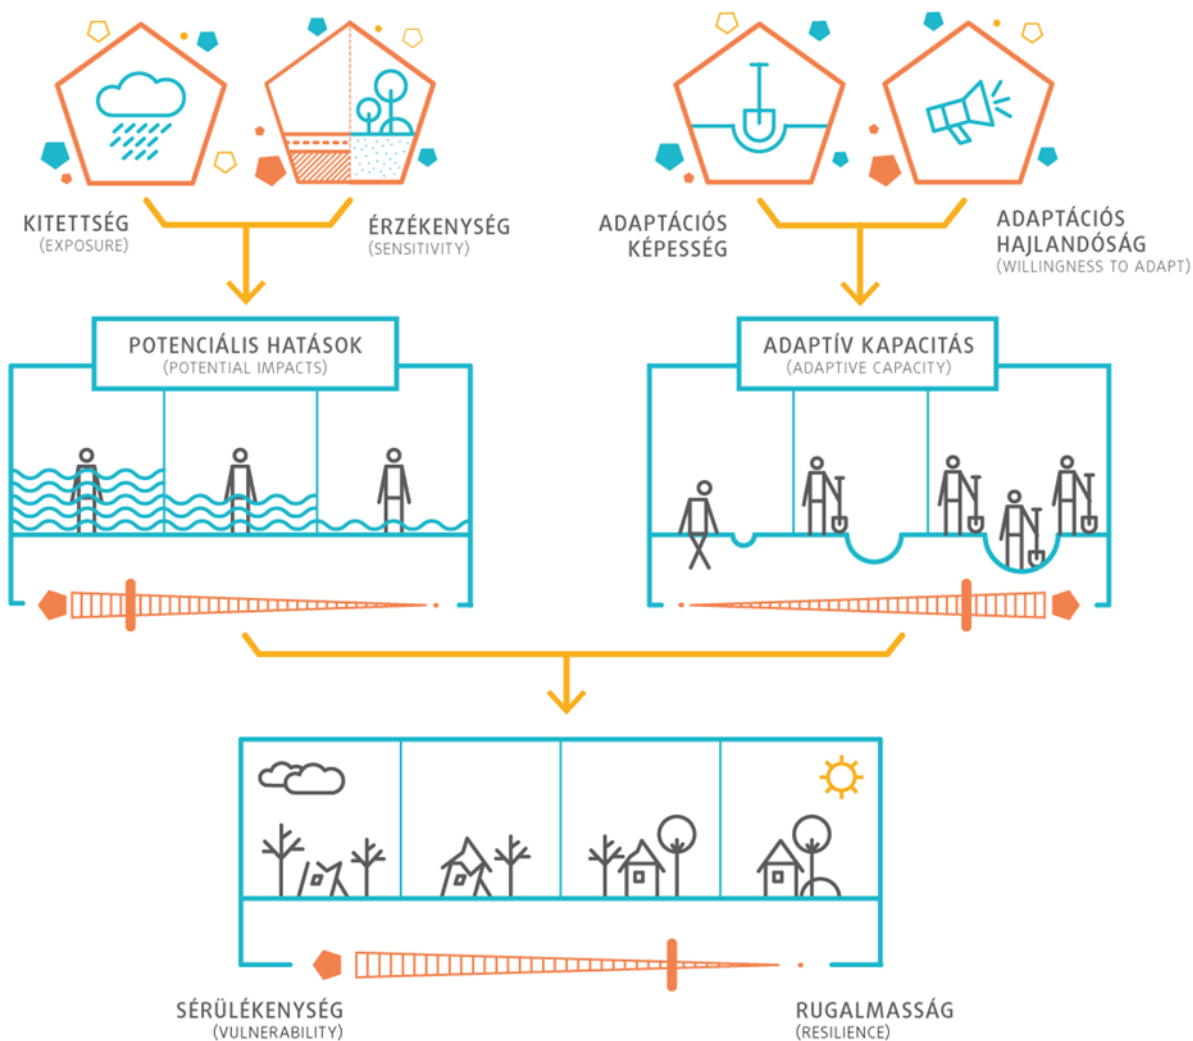 KITETTSÉG
(EXPOSURE)
ÉRZÉKENYSÉG
(SENSITIVITY)
ADAPTÁCIÓS
KÉPESSÉG
ADAPTÁCIÓS
HAJLANDÓSÁG
(WILLINGNESS TO ADAPT)
POTENCIÁLIS HATÁSOK
(POTENTIAL IMPACTS)
ADAPTÍV KAPACITÁS
(ADAPTIVE CAPACITY)
SÉRÜLÉKENYSÉG
(VULNERABILITY)
RUGALMASSÁG
(RESILIENCE)